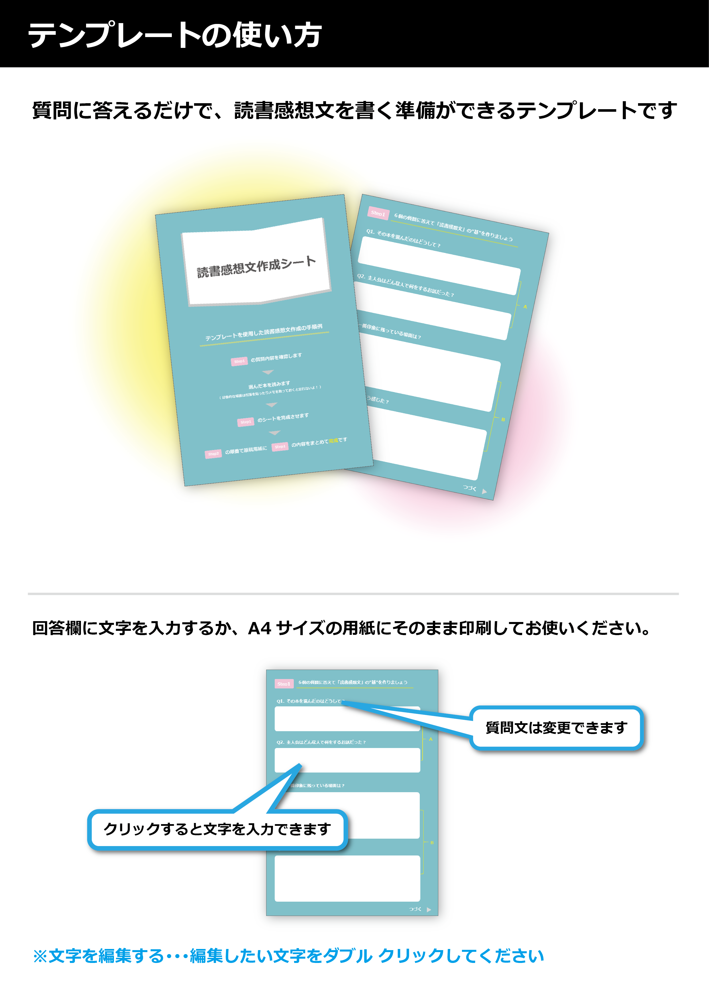 テンプレートの使い方
質問に答えるだけで、読書感想文を書く準備ができるテンプレートです
読書感想文作成シート
テンプレートを使用した読書感想文作成の手順例
Step1 の質問内容を確認します
選んだ本を読みます
( 印象的な場面は付箋を貼ったりメモを取っておくと忘れないよ！ )
Step1 のシートを完成させます
Step2 の順番で原稿用紙に Step1 の内容をまとめて完成です
Step1 6個の質問に答えて「読書感想文」の"基"を作りましょう
Q1. その本を選んだのはどうして？
Q2. 主人公はどんな人で何をするお話だった？
A
一番印象に残っている場面は？
う感じた？
B
つづく
回答欄に文字を入力するか、A4 サイズの用紙にそのまま印刷してお使いください。
Step1 6個の質問に答えて「読書感想文」の"基"を作りましょう
Q1. その本を選んだのはどうして？
質問文は変更できます
Q2. 主人公はどんな人で何をするお話だった？
A
番印象に残っている場面は？
クリックすると文字を入力できます
B
つづく
※文字を編集する・・・編集したい文字をダブル クリックしてください